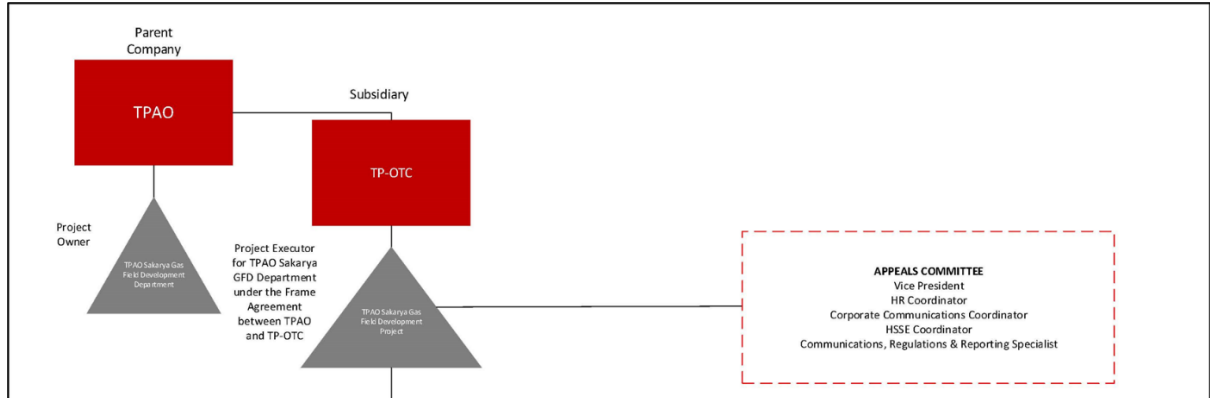 Parent
Company
TPAO
Subsidiary
TP-OTC
Project
Owner
TPAO Sakarya Gas
Field Development
Department
Project Executor
for TPAO Sakarya
GFD Department
under the Frame
Agreement
between TPAO
and TP-OTC
TPAO Sakarya Gas
Field Development
Project
APPEALS COMMITTEE
Vice President
HR Coordinator
Corporate Communications Coordinator
HSSE Coordinator
Communications, Regulations & Reporting Specialist